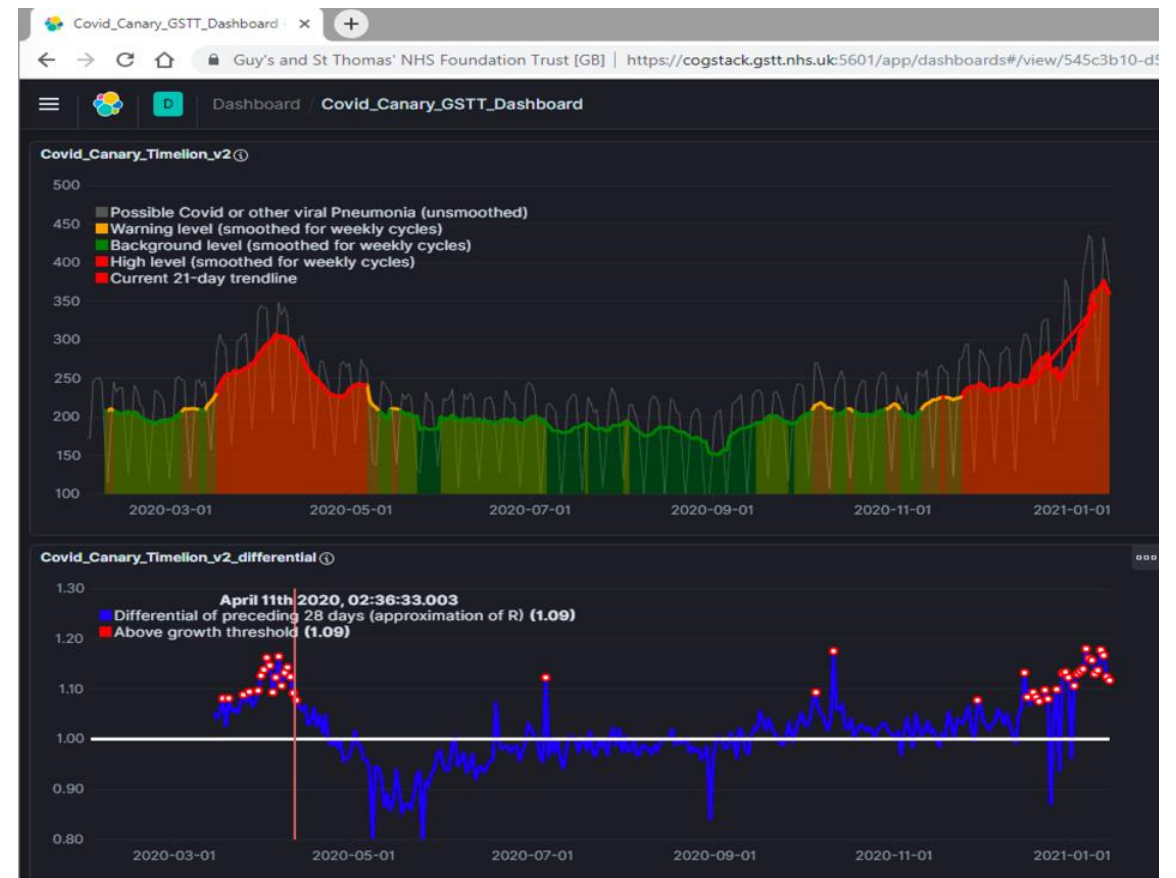 Covid_Canary_GSTT_Dashboard - × +
Guy's and St Thomas' NHS Foundation Trust [GB] | https://cogstack.gstt.nhs.uk:5601/app/dashboards#/view/545c3b10-d5
D Dashboard / Covid_Canary_GSTT_Dashboard
Covid_Canary_Timelion_v2
500
Possible Covid or other viral Pneumonia (unsmoothed)
450
Warning level (smoothed for weekly cycles)
Background level (smoothed for weekly cycles)
400
High level (smoothed for weekly cycles)
Current 21-day trendline
350
300
250
200
150
100
2020-03-01 2020-05-01 2020-07-01 2020-09-01 2020-11-01 2021-01-01
Covid_Canary_Timelion_v2_differential
1.30
April 11th 2020, 02:36:33.003
Differential of preceding 28 days (approximation of R) (1.09)
Above growth threshold (1.09)
1.20
1.10
1.00
0.90
0.80
2020-03-01 2020-05-01 2020-07-01 2020-09-01 2020-11-01 2021-01-01